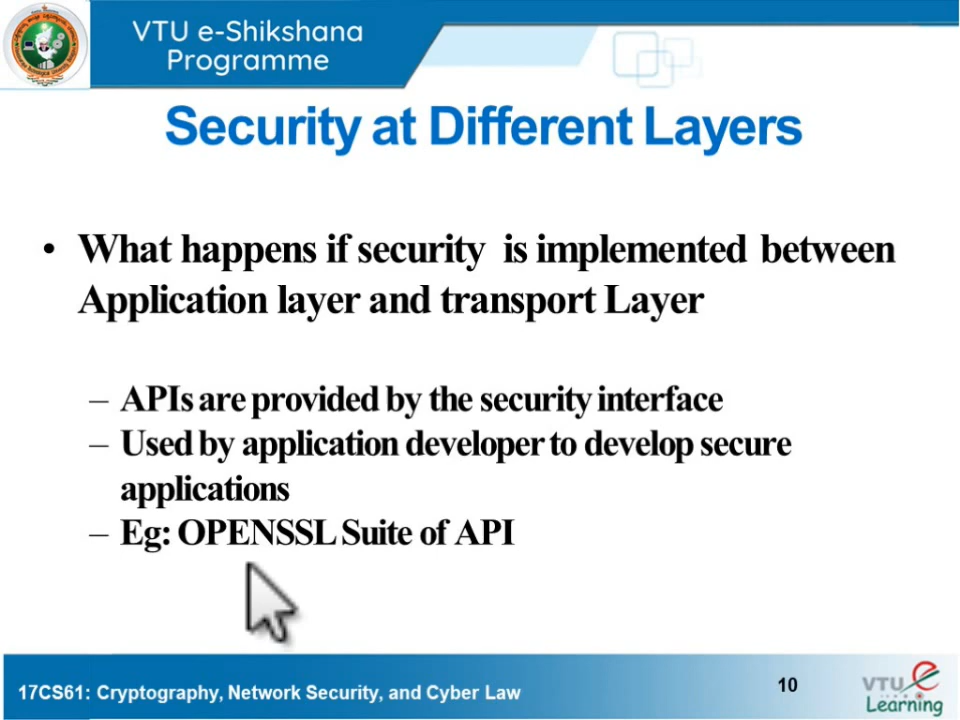 VTU e-Shikshana
Programme
Security at Different Layers
• What happens if security is implemented between
Application layer and transport Layer
– APIs are provided by the security interface
– Used by application developer to develop secure
applications
– Eg: OPENSSL Suite of API
17CS61: Cryptography, Network Security, and Cyber Law
10
VTU e
Learning